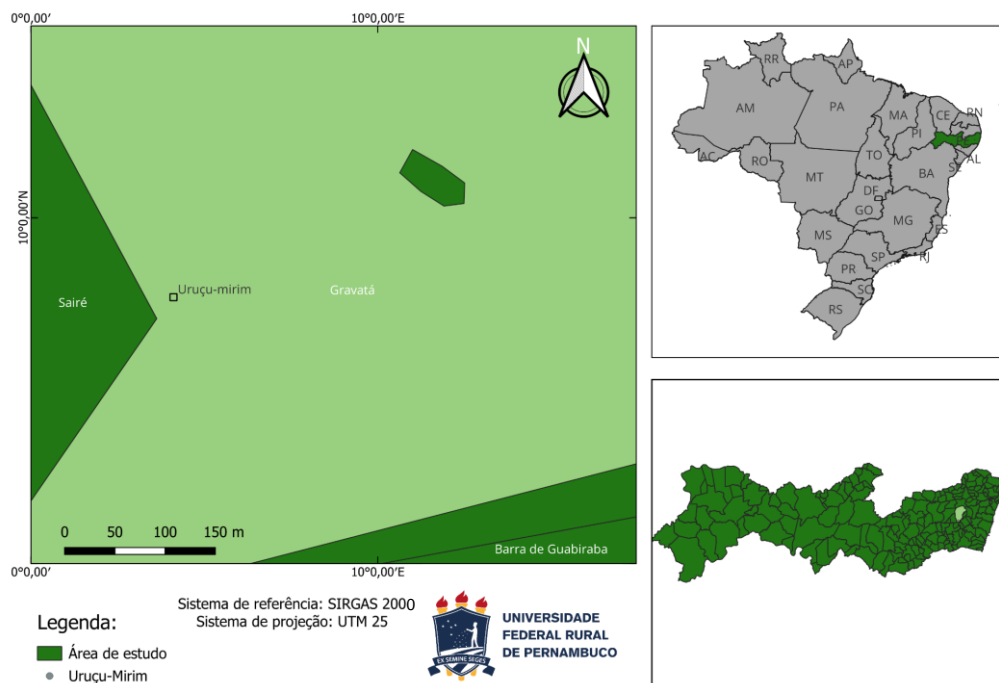 0°0,00'
10°0,00'E
N
10°0,00'N
Sairé
Uruçu-mirim
Gravatá
0 50 100 150 m
Barra de Guabiraba
0°0,00'
10°0,00'E
RR
AP
AM
PA
MA
CE
RN
PI
AC
RO
TO
AL
SE
MT
BA
DF
GO
MG
MS
ES
SP
RJ
PR
SC
RS
Legenda:
Área de estudo
Uruçu-Mirim
Sistema de referência: SIRGAS 2000
Sistema de projeção: UTM 25
EX SEMINE SEGES
UNIVERSIDADE
FEDERAL RURAL
DE PERNAMBUCO